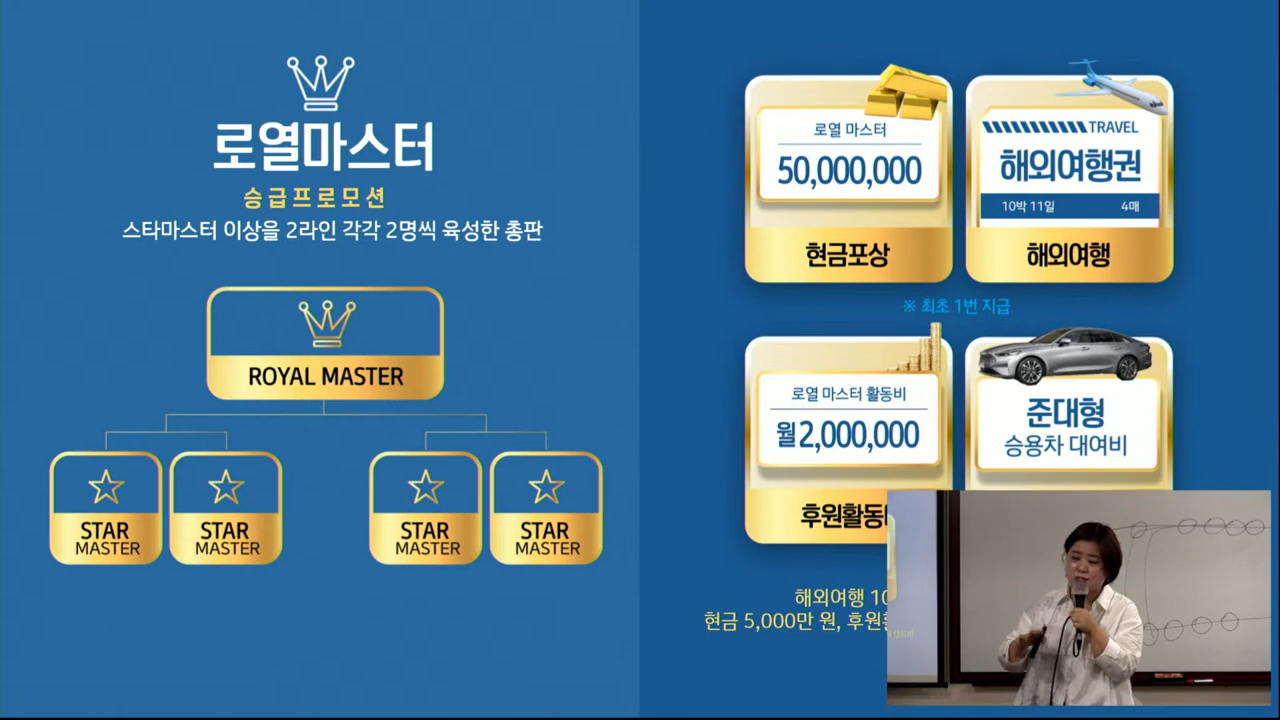 로열마스터
승급프로모션
스타마스터 이상을 2라인 각각 2명씩 육성한 총판
ROYAL MASTER
STAR
MASTER
STAR
MASTER
STAR
MASTER
STAR
MASTER
로열 마스터
50,000,000
현금포상
TRAVEL
해외여행권
10박 11일 4매
해외여행
※ 최초 1번 지급
로열 마스터 활동비
월2,000,000
후원활동
준대형
승용차 대여비
해외여행 10
현금 5,000만 원, 후원